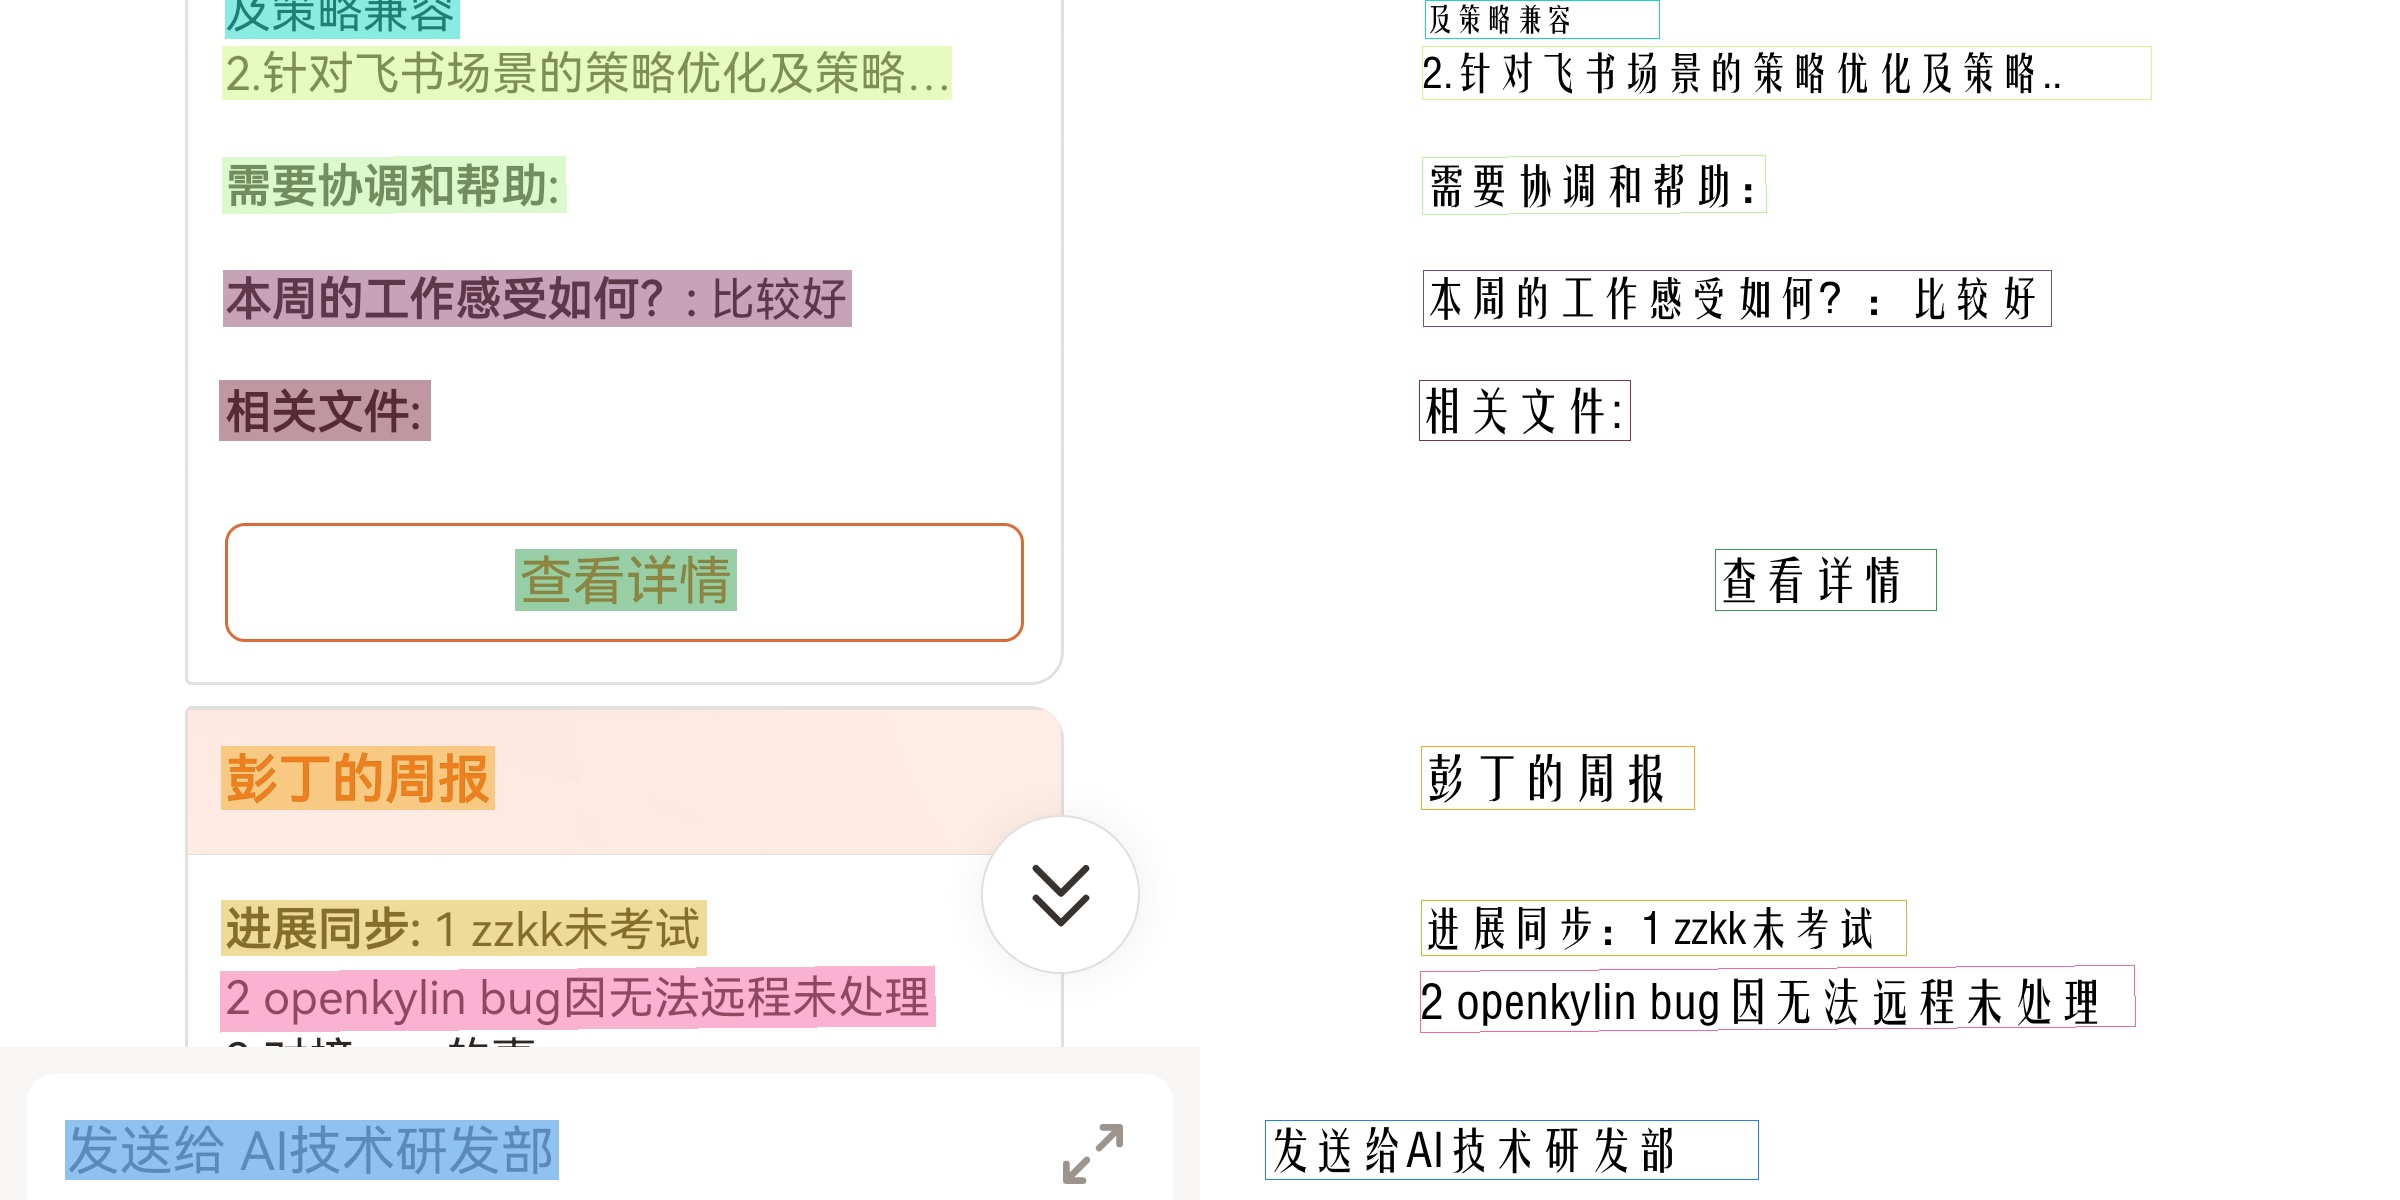 及策略兼容
2.针对飞书场景的策略优化及策略...
需要协调和帮助:
本周的工作感受如何？: 比较好
相关文件:
查看详情
彭丁的周报
进展同步: 1 zzkk未考试
2 openkylin bug因无法远程未处理
发送给 AI技术研发部
及策略兼容
2.针对飞书场景的策略优化及策略..
需要协调和帮助：
本周的工作感受如何？：比较好
相关文件:
查看详情
彭丁的周报
进展同步：1 zzkk未考试
2 openkylin bug因无法远程未处理
发送给AI技术研发部